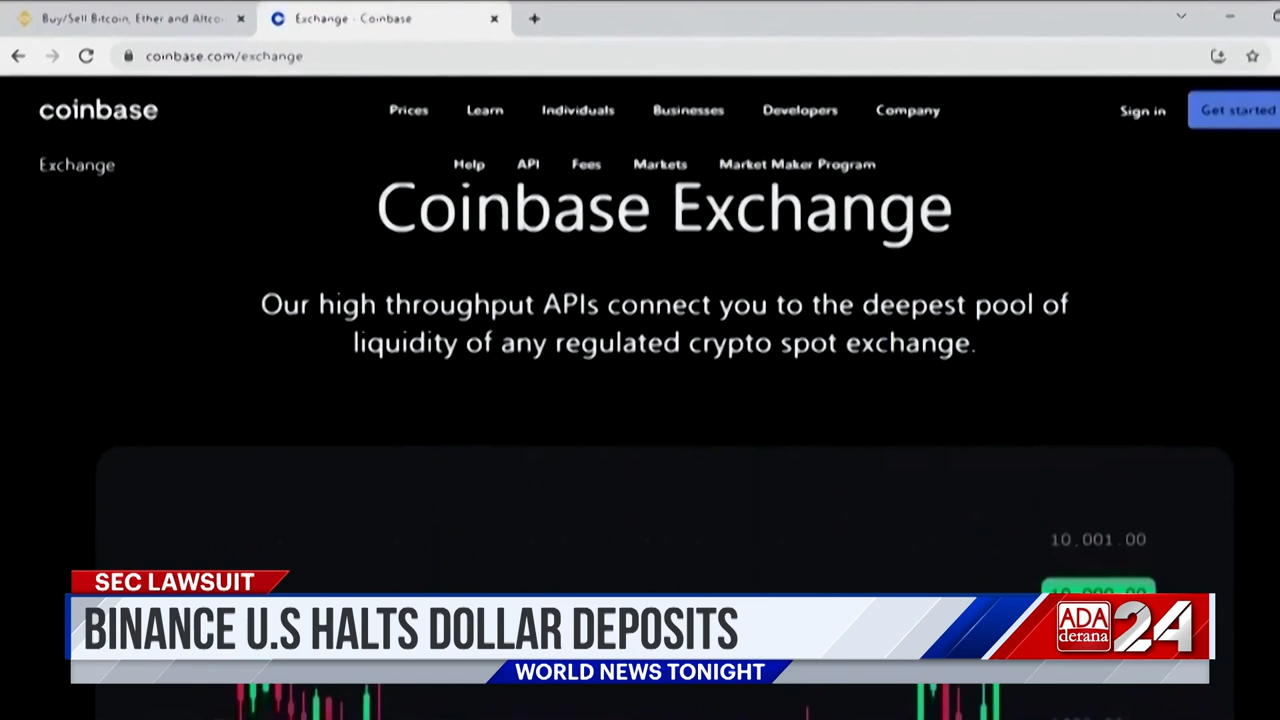 Buy/Sell Bitcoin, Ether and Altco
Exchange - Coinbase
coinbase.com/exchange
coinbase
Prices
Learn
Individuals
Businesses
Developers
Company
Sign in
Get started
Exchange
Help
API
Fees
Markets
Market Maker Program
Coinbase Exchange
Our high throughput APIs connect you to the deepest pool of
liquidity of any regulated crypto spot exchange.
10,001.00
SEC LAWSUIT
BINANCE U.S HALTS DOLLAR DEPOSITS
ADA
derana
24
WORLD NEWS TONIGHT